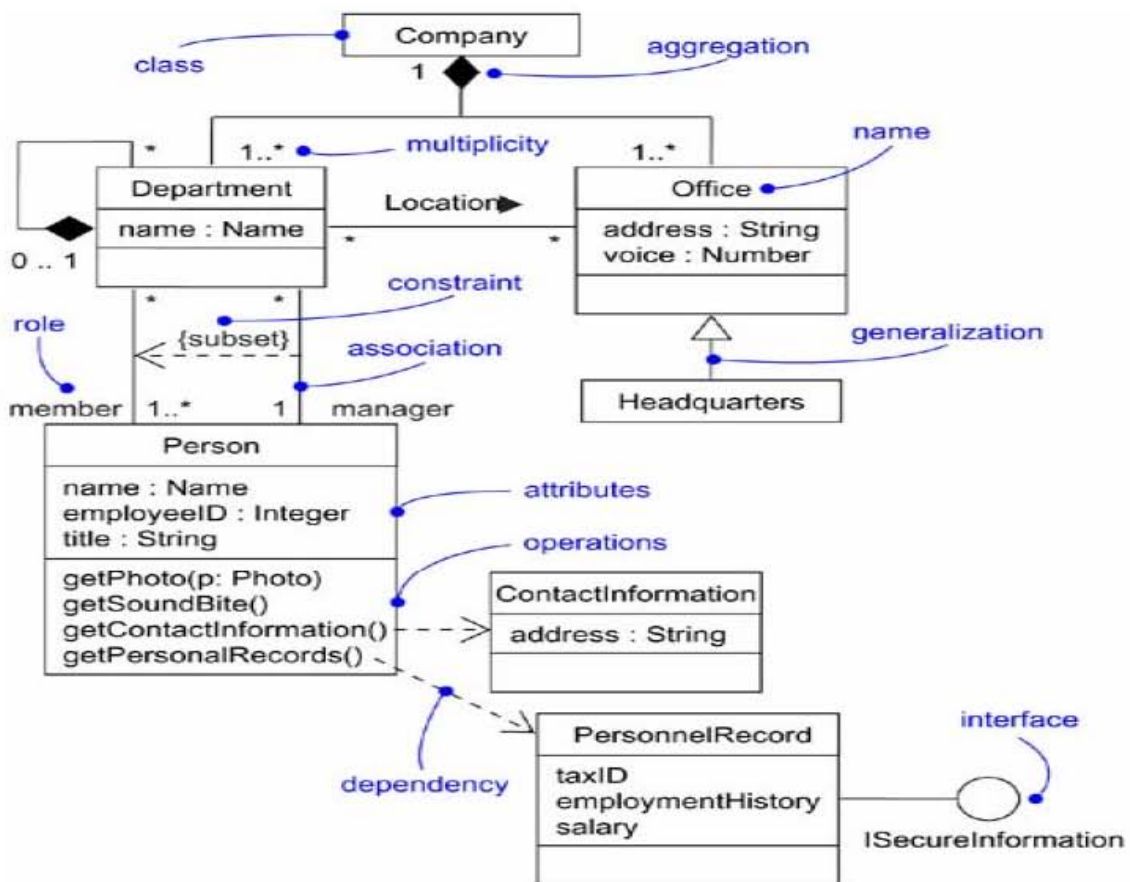 Company
class
aggregation
1
name
multiplicity
*
1..*
1..*
Department
Office
name : Name
Location
address : String
voice : Number
*
*
0 .. 1
*
*
constraint
role
{subset}
association
generalization
member
1..*
1
manager
Headquarters
Person
name : Name
employeeID : Integer
title : String
attributes
operations
getPhoto(p: Photo)
getSoundBite()
getContactInformation()
getPersonalRecords()
ContactInformation
address : String
PersonnelRecord
interface
taxID
employmentHistory
salary
dependency
ISecureInformation